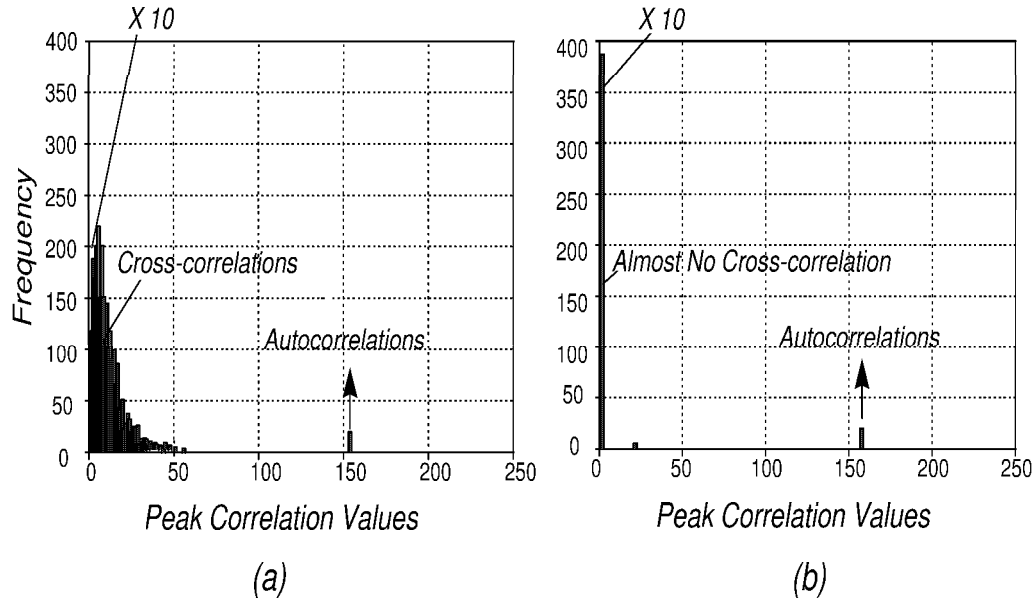 X 10
400
350
300
250
200
150
100
50
0
Frequency
Cross-correlations
Autocorrelations
0 50 100 150 200 250
Peak Correlation Values
(a)
X 10
400
350
300
250
200
150
100
50
0
Almost No Cross-correlation
Autocorrelations
0 50 100 150 200 250
Peak Correlation Values
(b)